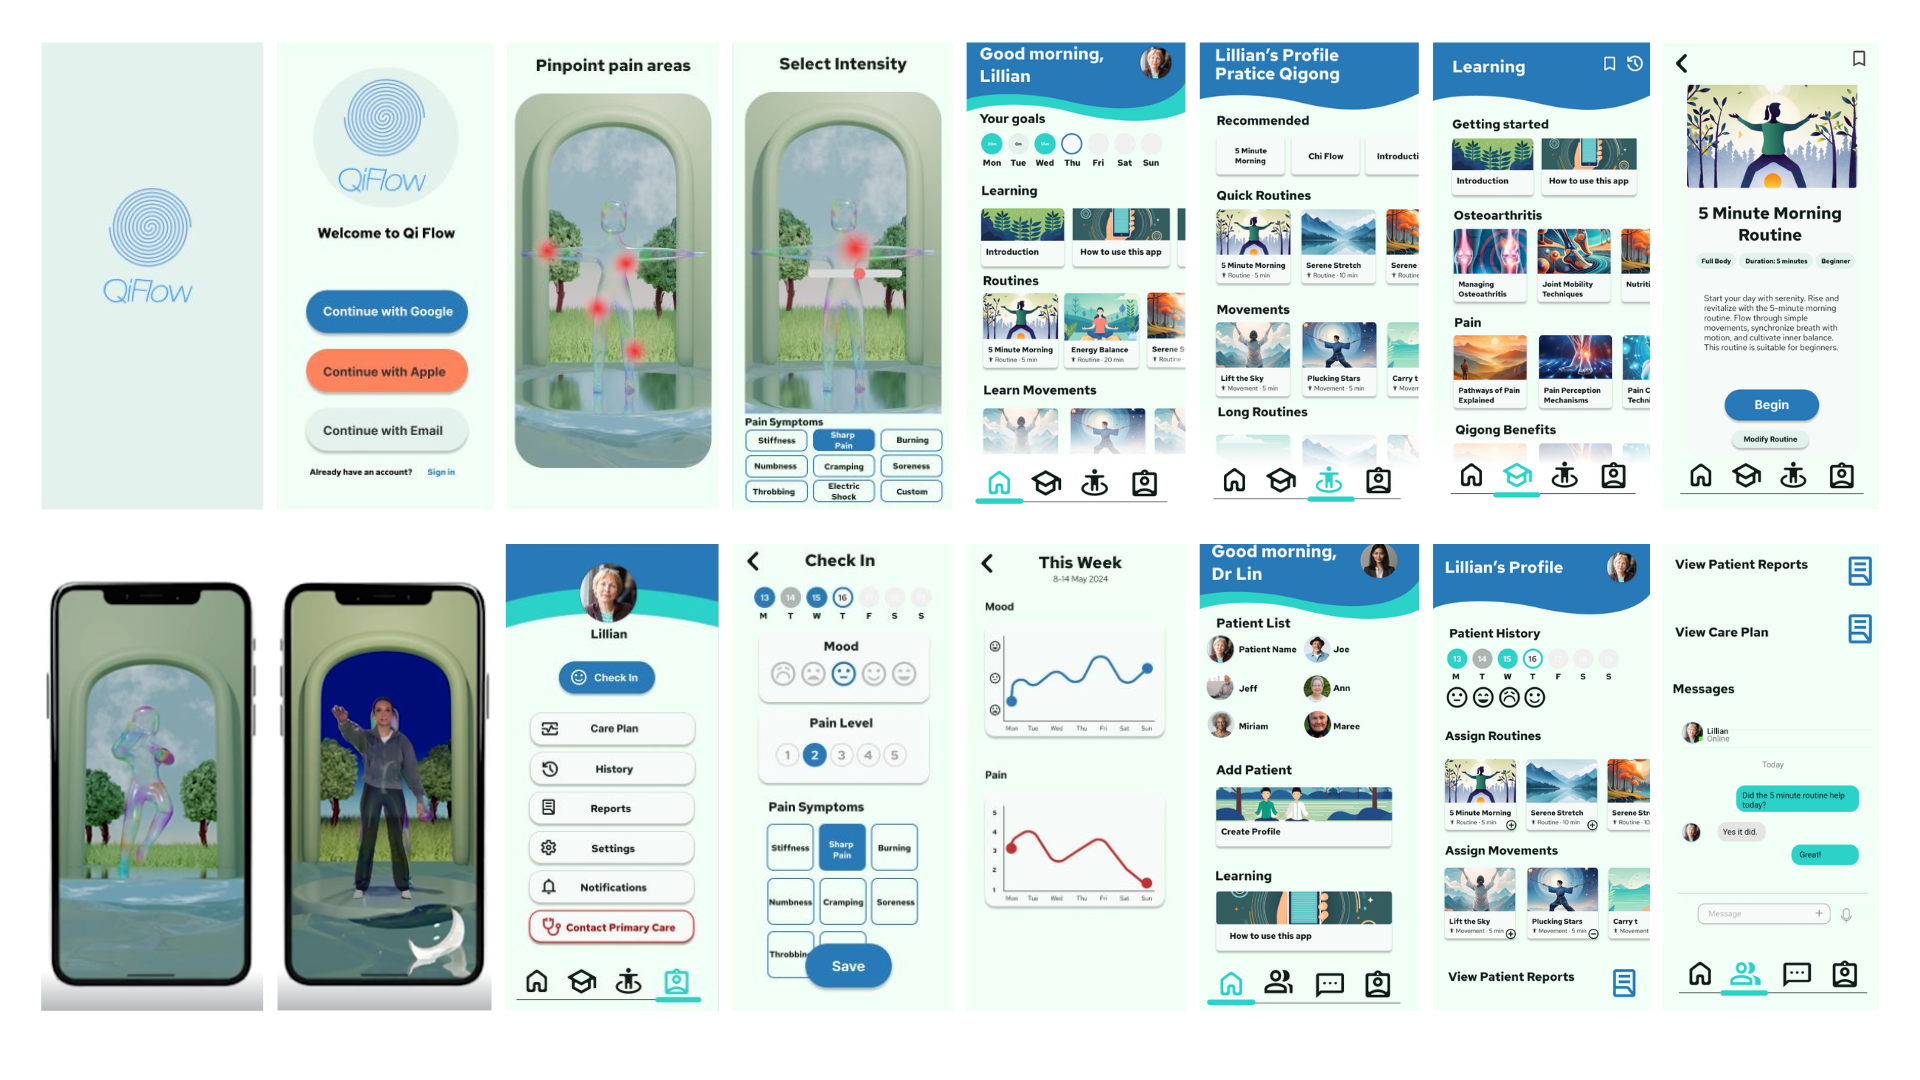 QiFlow
QiFlow
Welcome to Qi Flow
Continue with Google
Continue with Apple
Continue with Email
Already have an account? Sign in
Pinpoint pain areas
Select Intensity
Pain Symptoms
Stiffness
Sharp
Pain
Burning
Numbness
Cramping
Soreness
Throbbing
Electric
Shock
Custom
Good morning,
Lillian
Your goals
Mon Tue Wed Thu Fri Sat Sun
Learning
Introduction
How to use this app
Routines
5 Minute Morning
Routine · 5 min
Energy Balance
Routine · 20 min
Serene S
Routine
Learn Movements
Lillian's Profile
Pratice Qigong
Recommended
5 Minute
Morning
Chi Flow
Introducti
Quick Routines
5 Minute Morning
Routine · 5 min
Serene Stretch
Routine · 10 min
Serene
Routine
Movements
Lift the Sky
Movement · 5 min
Plucking Stars
Movement · 5 min
Carry t
Movem
Long Routines
Learning
Getting started
Introduction
How to use this app
Osteoarthritis
Managing
Osteoathritis
Joint Mobility
Techniques
Nutriti
Pain
Pathways of Pain
Explained
Pain Perception
Mechanisms
Pain C
Techni
Qigong Benefits
5 Minute Morning
Routine
Full Body
Duration: 5 minutes
Beginner
Start your day with serenity. Rise and
revitalize with the 5-minute morning
routine. Flow through simple
movements, synchronize breath with
motion, and cultivate inner balance.
This routine is suitable for beginners.
Begin
Modify Routine
Lillian
Check In
Care Plan
History
Reports
Settings
Notifications
Contact Primary Care
Check In
13 14 15 16
M T W T F S S
Mood
Pain Level
1 2 3 4 5
Pain Symptoms
Stiffness
Sharp
Pain
Burning
Numbness
Cramping
Soreness
Throbbin
Save
This Week
8-14 May 2024
Mood
Mon Tue Wed Thu Fri Sat Sun
Pain
5
4
3
2
1
Mon Tue Wed Thu Fri Sat Sun
Good morning,
Dr Lin
Patient List
Patient Name
Joe
Jeff
Ann
Miriam
Maree
Add Patient
Create Profile
Learning
How to use this app
Lillian's Profile
Patient History
13 14 15 16
M T W T F S S
Assign Routines
5 Minute Morning
Routine · 5 min
Serene Stretch
Routine · 10 min
Serene Str
Routine · 10
Assign Movements
Lift the Sky
Movement · 5 min
Plucking Stars
Movement · 5 min
Carry t
Movement
View Patient Reports
View Patient Reports
View Care Plan
Messages
Lillian
Online
Today
Did the 5 minute routine help
today?
Yes it did.
Great!
Message